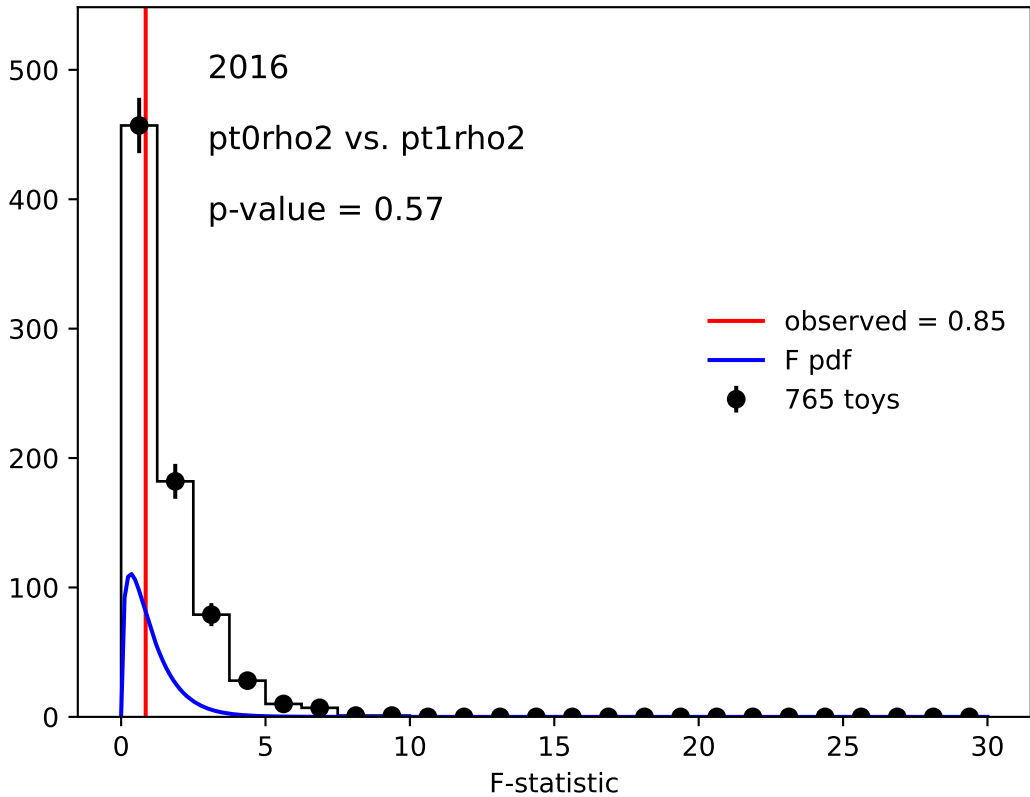 2016
pt0rho2 vs. pt1rho2
p-value = 0.57
observed = 0.85
F pdf
765 toys
500
400
300
200
100
0
0 5 10 15 20 25 30
F-statistic